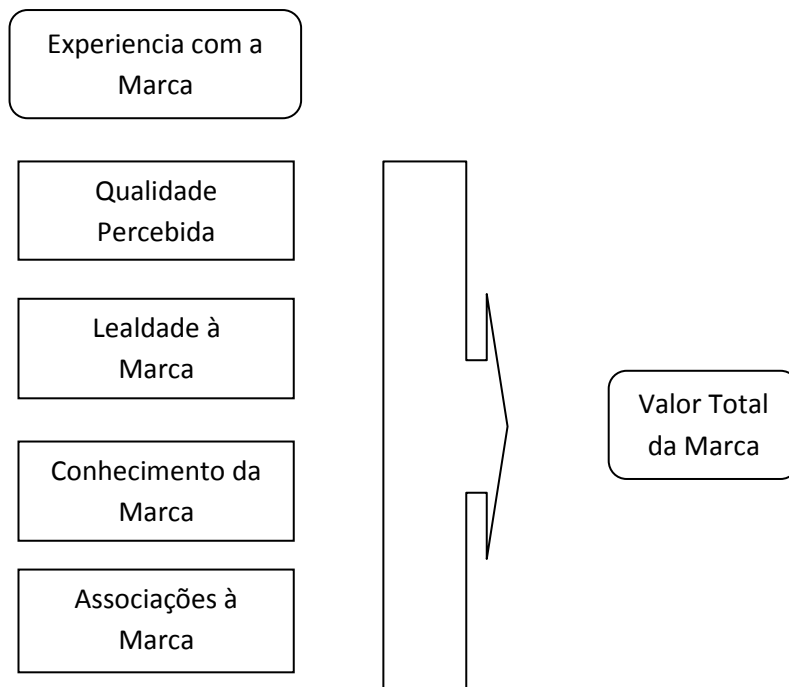 Experiencia com a
Marca
Qualidade
Percebida
Lealdade à
Marca
Valor Total
da Marca
Conhecimento da
Marca
Associações à
Marca